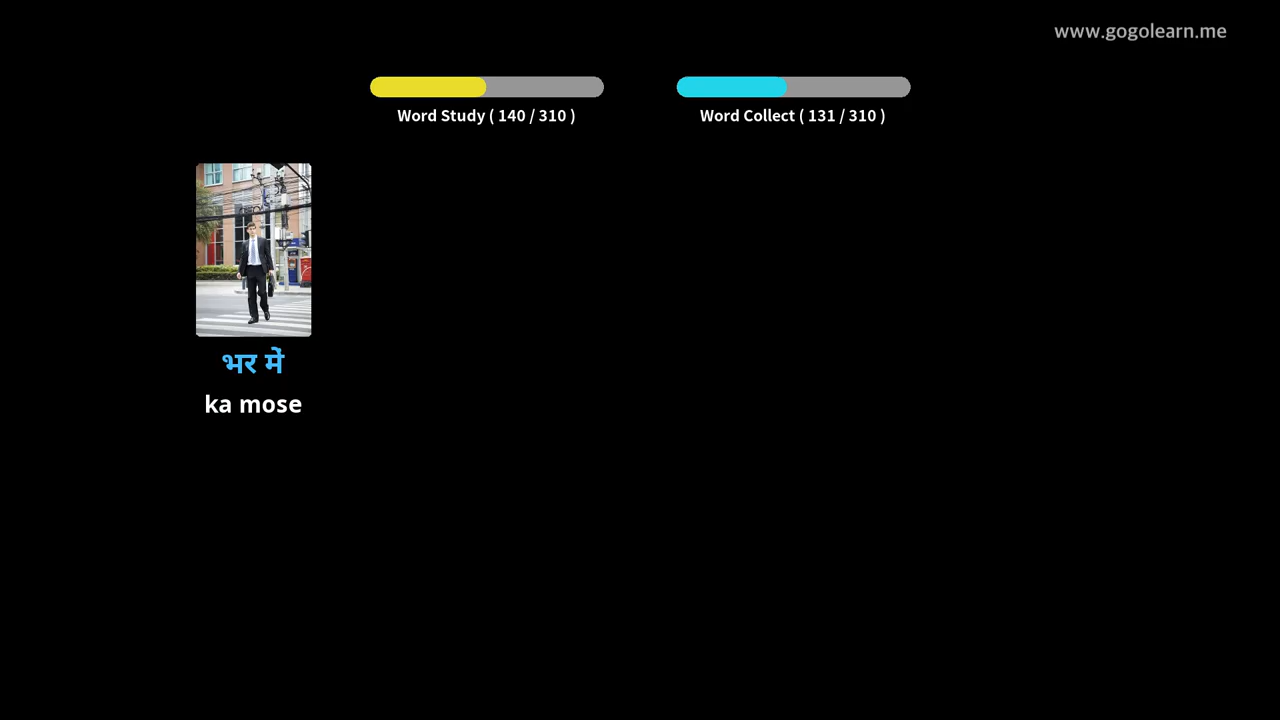 www.gogolearn.me
Word Study ( 140 / 310 )
Word Collect ( 131 / 310 )
भर में
ka mose